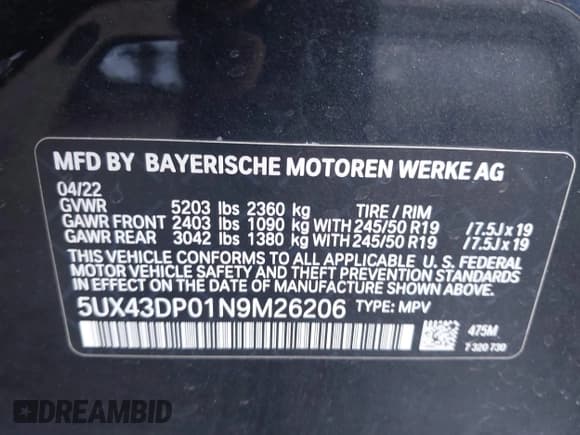 MFD BY BAYERISCHE MOTOREN WERKE AG
04/22
GVWR 5203 lbs 2360 kg TIRE / RIM
GAWR FRONT 2403 lbs 1090 kg WITH 245/50 R19 / 7.5J x 19
GAWR REAR 3042 lbs 1380 kg WITH 245/50 R19 / 7.5J x 19
THIS VEHICLE CONFORMS TO ALL APPLICABLE U. S. FEDERAL
MOTOR VEHICLE SAFETY AND THEFT PREVENTION STANDARDS
IN EFFECT ON THE DATE OF MANUFACTURE SHOWN ABOVE.
5UX43DP01N9M26206 TYPE: MPV
475M
7 320 730
DREAMBID